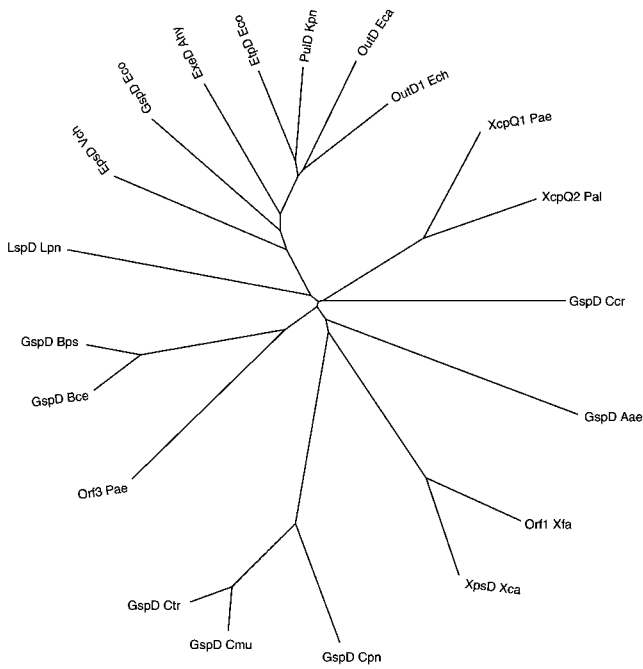 EtpD Eco
PulD Kpn
OutD Eca
ExeD Ahy
OutD1 Ech
GspD Eco
XcpQ1 Pae
EpsD Vch
XcpQ2 Pal
LspD Lpn
GspD Ccr
GspD Bps
GspD Bce
GspD Aae
Orf3 Pae
Orf1 Xfa
XpsD Xca
GspD Ctr
GspD Cmu
GspD Cpn